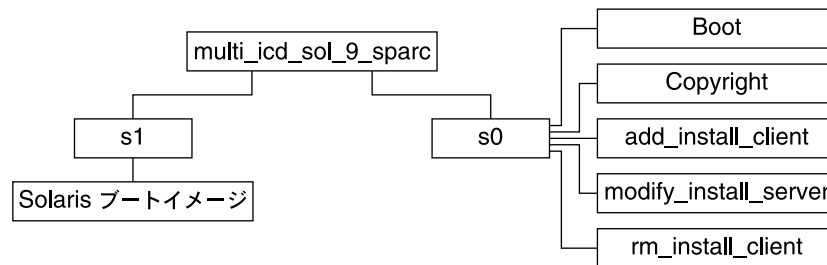 multi_icd_sol_9_sparc
s1
Solaris ブートイメージ
s0
Boot
Copyright
add_install_client
modify_install_server
rm_install_client